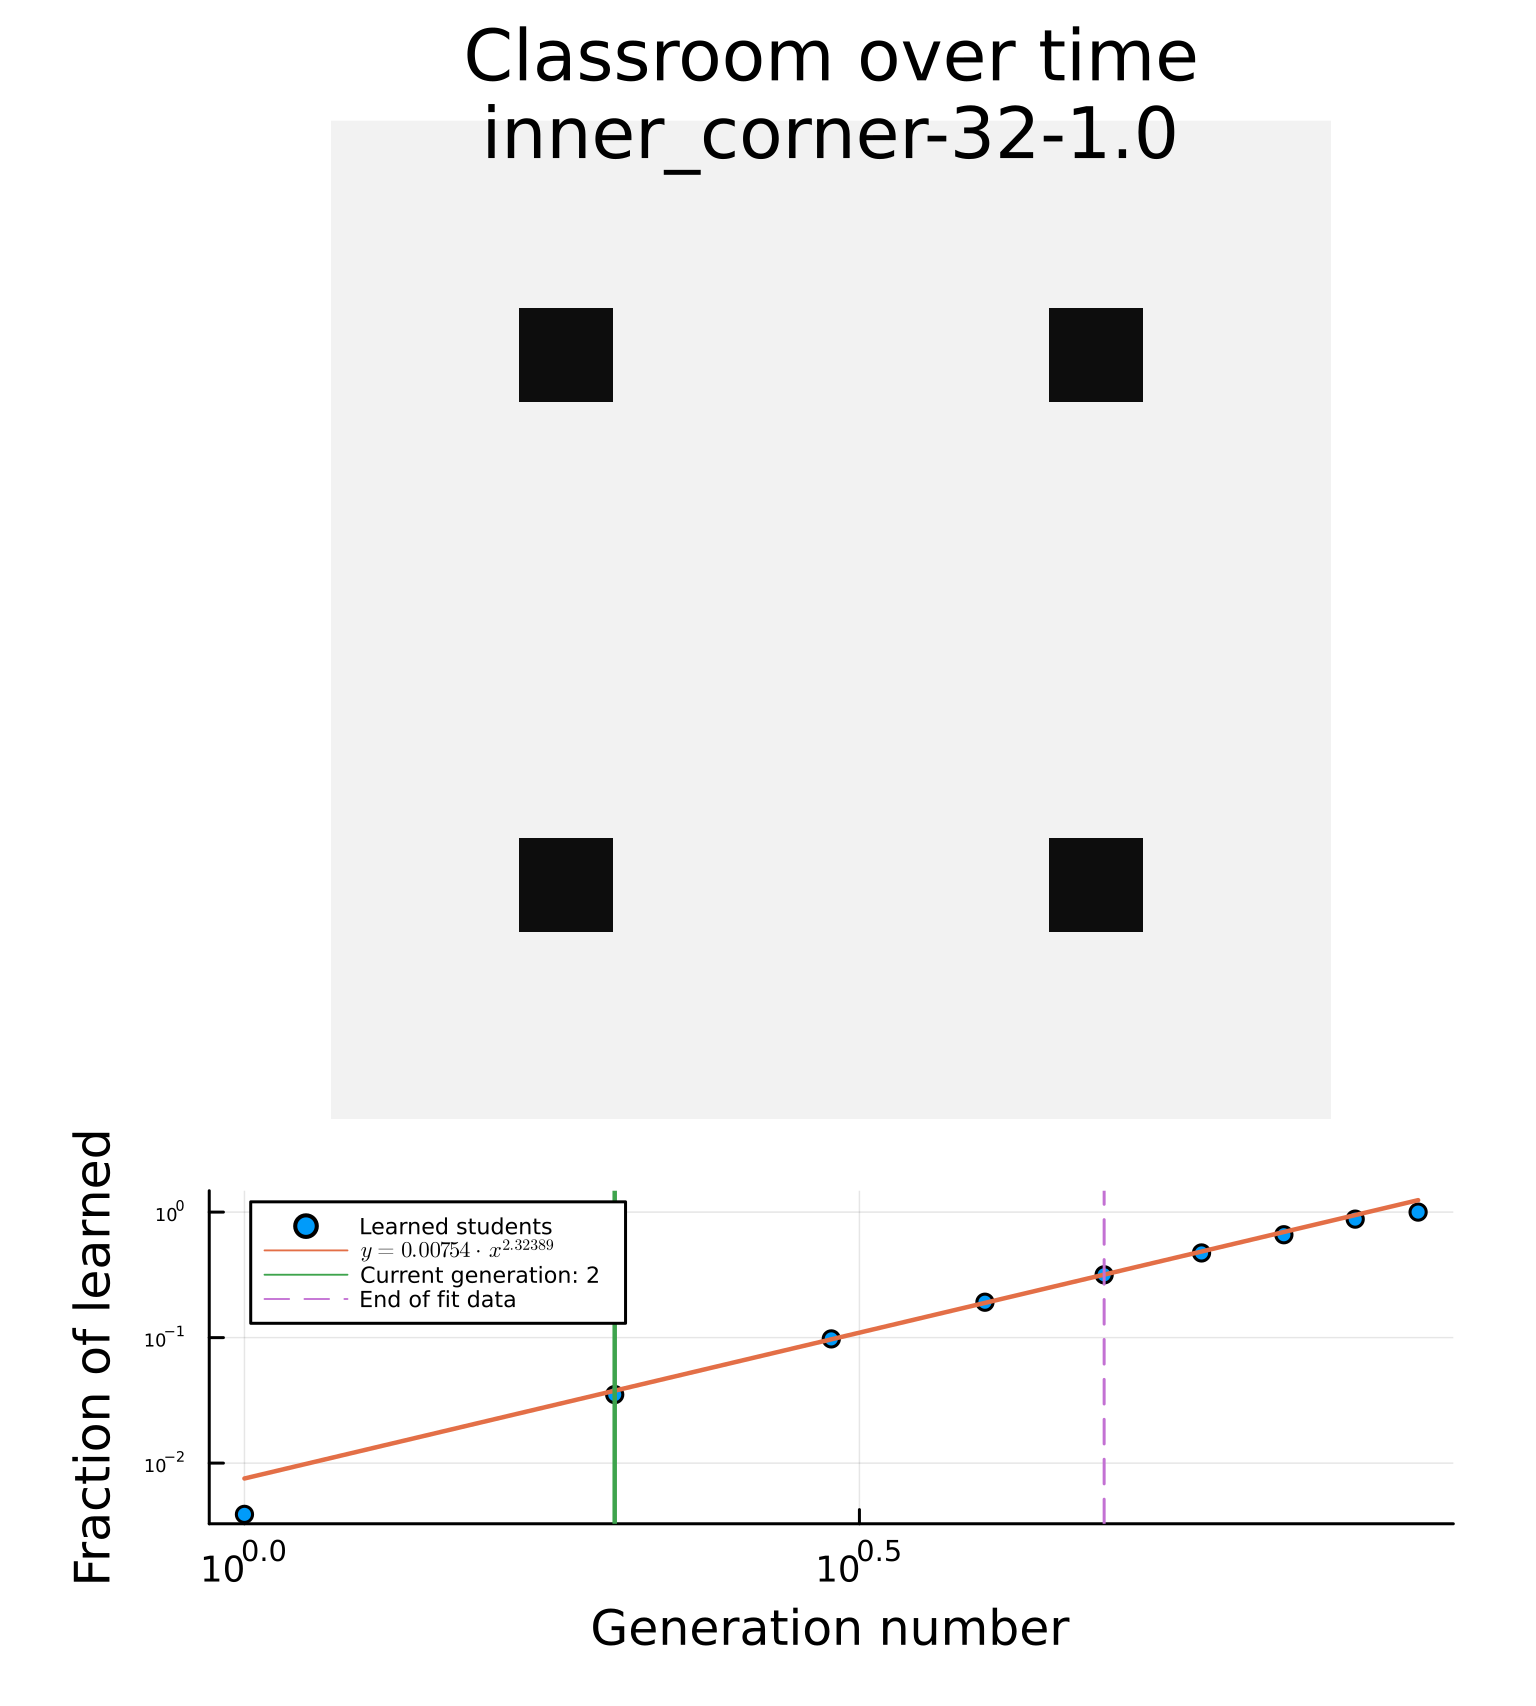 Classroom over time
inner_corner-32-1.0
Fraction of learned
10^0
10^-1
10^-2
Learned students
y = 0.00754 · x^2.32389
Current generation: 2
End of fit data
10^0.0
10^0.5
Generation number